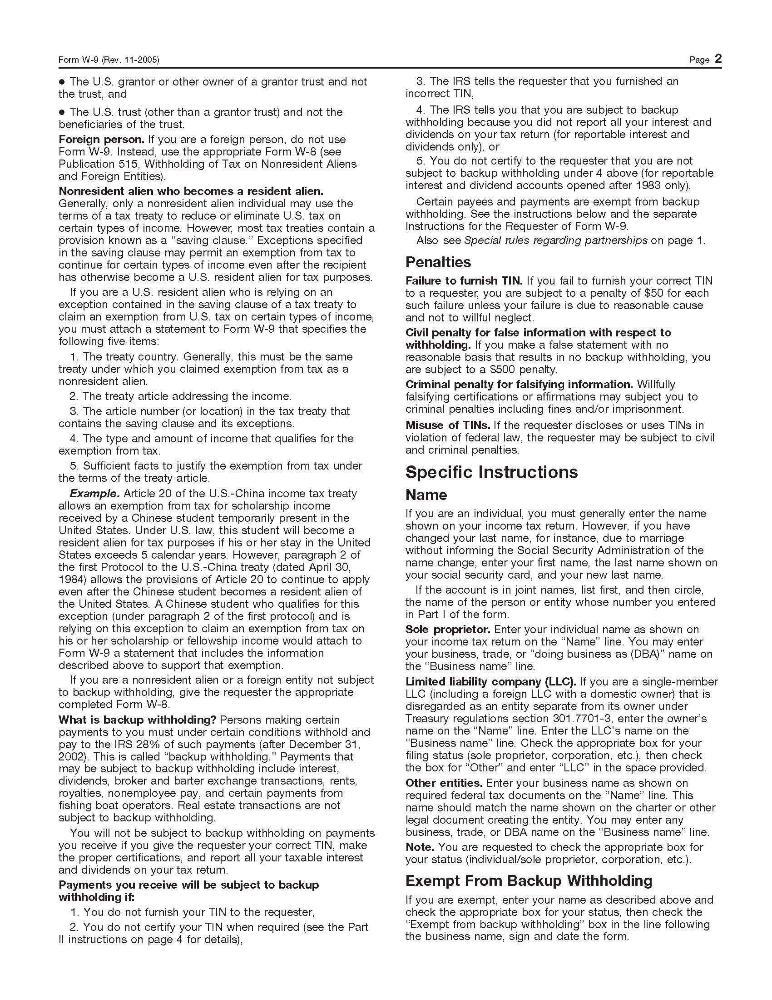 Form W-9 (Rev. 11-2005)
Page 2
● The U.S. grantor or other owner of a grantor trust and not
the trust, and
● The U.S. trust (other than a grantor trust) and not the
beneficiaries of the trust.
Foreign person. If you are a foreign person, do not use
Form W-9. Instead, use the appropriate Form W-8 (see
Publication 515, Withholding of Tax on Nonresident Aliens
and Foreign Entities).
Nonresident alien who becomes a resident alien.
Generally, only a nonresident alien individual may use the
terms of a tax treaty to reduce or eliminate U.S. tax on
certain types of income. However, most tax treaties contain a
provision known as a “saving clause.” Exceptions specified
in the saving clause may permit an exemption from tax to
continue for certain types of income even after the recipient
has otherwise become a U.S. resident alien for tax purposes.
If you are a U.S. resident alien who is relying on an
exception contained in the saving clause of a tax treaty to
claim an exemption from U.S. tax on certain types of income,
you must attach a statement to Form W-9 that specifies the
following five items:
1. The treaty country. Generally, this must be the same
treaty under which you claimed exemption from tax as a
nonresident alien.
2. The treaty article addressing the income.
3. The article number (or location) in the tax treaty that
contains the saving clause and its exceptions.
4. The type and amount of income that qualifies for the
exemption from tax.
5. Sufficient facts to justify the exemption from tax under
the terms of the treaty article.
Example. Article 20 of the U.S.-China income tax treaty
allows an exemption from tax for scholarship income
received by a Chinese student temporarily present in the
United States. Under U.S. law, this student will become a
resident alien for tax purposes if his or her stay in the United
States exceeds 5 calendar years. However, paragraph 2 of
the first Protocol to the U.S.-China treaty (dated April 30,
1984) allows the provisions of Article 20 to continue to apply
even after the Chinese student becomes a resident alien of
the United States. A Chinese student who qualifies for this
exception (under paragraph 2 of the first protocol) and is
relying on this exception to claim an exemption from tax on
his or her scholarship or fellowship income would attach to
Form W-9 a statement that includes the information
described above to support that exemption.
If you are a nonresident alien or a foreign entity not subject
to backup withholding, give the requester the appropriate
completed Form W-8.
What is backup withholding? Persons making certain
payments to you must under certain conditions withhold and
pay to the IRS 28% of such payments (after December 31,
2002). This is called “backup withholding.” Payments that
may be subject to backup withholding include interest,
dividends, broker and barter exchange transactions, rents,
royalties, nonemployee pay, and certain payments from
fishing boat operators. Real estate transactions are not
subject to backup withholding.
You will not be subject to backup withholding on payments
you receive if you give the requester your correct TIN, make
the proper certifications, and report all your taxable interest
and dividends on your tax return.
Payments you receive will be subject to backup
withholding if:
1. You do not furnish your TIN to the requester,
2. You do not certify your TIN when required (see the Part
II instructions on page 4 for details),
3. The IRS tells the requester that you furnished an
incorrect TIN,
4. The IRS tells you that you are subject to backup
withholding because you did not report all your interest and
dividends on your tax return (for reportable interest and
dividends only), or
5. You do not certify to the requester that you are not
subject to backup withholding under 4 above (for reportable
interest and dividend accounts opened after 1983 only).
Certain payees and payments are exempt from backup
withholding. See the instructions below and the separate
Instructions for the Requester of Form W-9.
Also see Special rules regarding partnerships on page 1.
Penalties
Failure to furnish TIN. If you fail to furnish your correct TIN
to a requester, you are subject to a penalty of $50 for each
such failure unless your failure is due to reasonable cause
and not to willful neglect.
Civil penalty for false information with respect to
withholding. If you make a false statement with no
reasonable basis that results in no backup withholding, you
are subject to a $500 penalty.
Criminal penalty for falsifying information. Willfully
falsifying certifications or affirmations may subject you to
criminal penalties including fines and/or imprisonment.
Misuse of TINs. If the requester discloses or uses TINs in
violation of federal law, the requester may be subject to civil
and criminal penalties.
Specific Instructions
Name
If you are an individual, you must generally enter the name
shown on your income tax return. However, if you have
changed your last name, for instance, due to marriage
without informing the Social Security Administration of the
name change, enter your first name, the last name shown on
your social security card, and your new last name.
If the account is in joint names, list first, and then circle,
the name of the person or entity whose number you entered
in Part I of the form.
Sole proprietor. Enter your individual name as shown on
your income tax return on the “Name” line. You may enter
your business, trade, or “doing business as (DBA)” name on
the “Business name” line.
Limited liability company (LLC). If you are a single-member
LLC (including a foreign LLC with a domestic owner) that is
disregarded as an entity separate from its owner under
Treasury regulations section 301.7701-3, enter the owner’s
name on the “Name” line. Enter the LLC’s name on the
“Business name” line. Check the appropriate box for your
filing status (sole proprietor, corporation, etc.), then check
the box for “Other” and enter “LLC” in the space provided.
Other entities. Enter your business name as shown on
required federal tax documents on the “Name” line. This
name should match the name shown on the charter or other
legal document creating the entity. You may enter any
business, trade, or DBA name on the “Business name” line.
Note. You are requested to check the appropriate box for
your status (individual/sole proprietor, corporation, etc.).
Exempt From Backup Withholding
If you are exempt, enter your name as described above and
check the appropriate box for your status, then check the
“Exempt from backup withholding” box in the line following
the business name, sign and date the form.